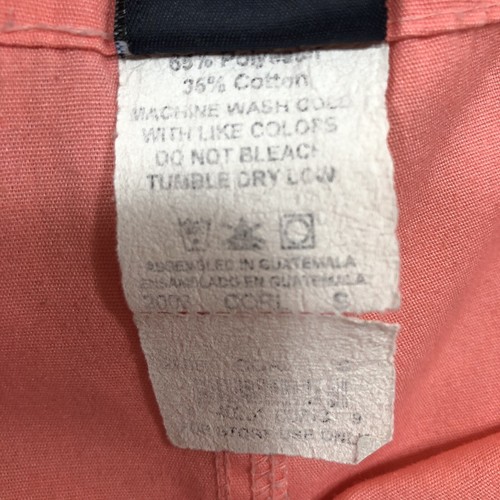 65% Polyester
35% Cotton
MACHINE WASH COLD
WITH LIKE COLORS
DO NOT BLEACH
TUMBLE DRY LOW
ASSEMBLED IN GUATEMALA
ENSAMBLADO EN GUATEMALA
CORL S
FOR STORE USE ONLY